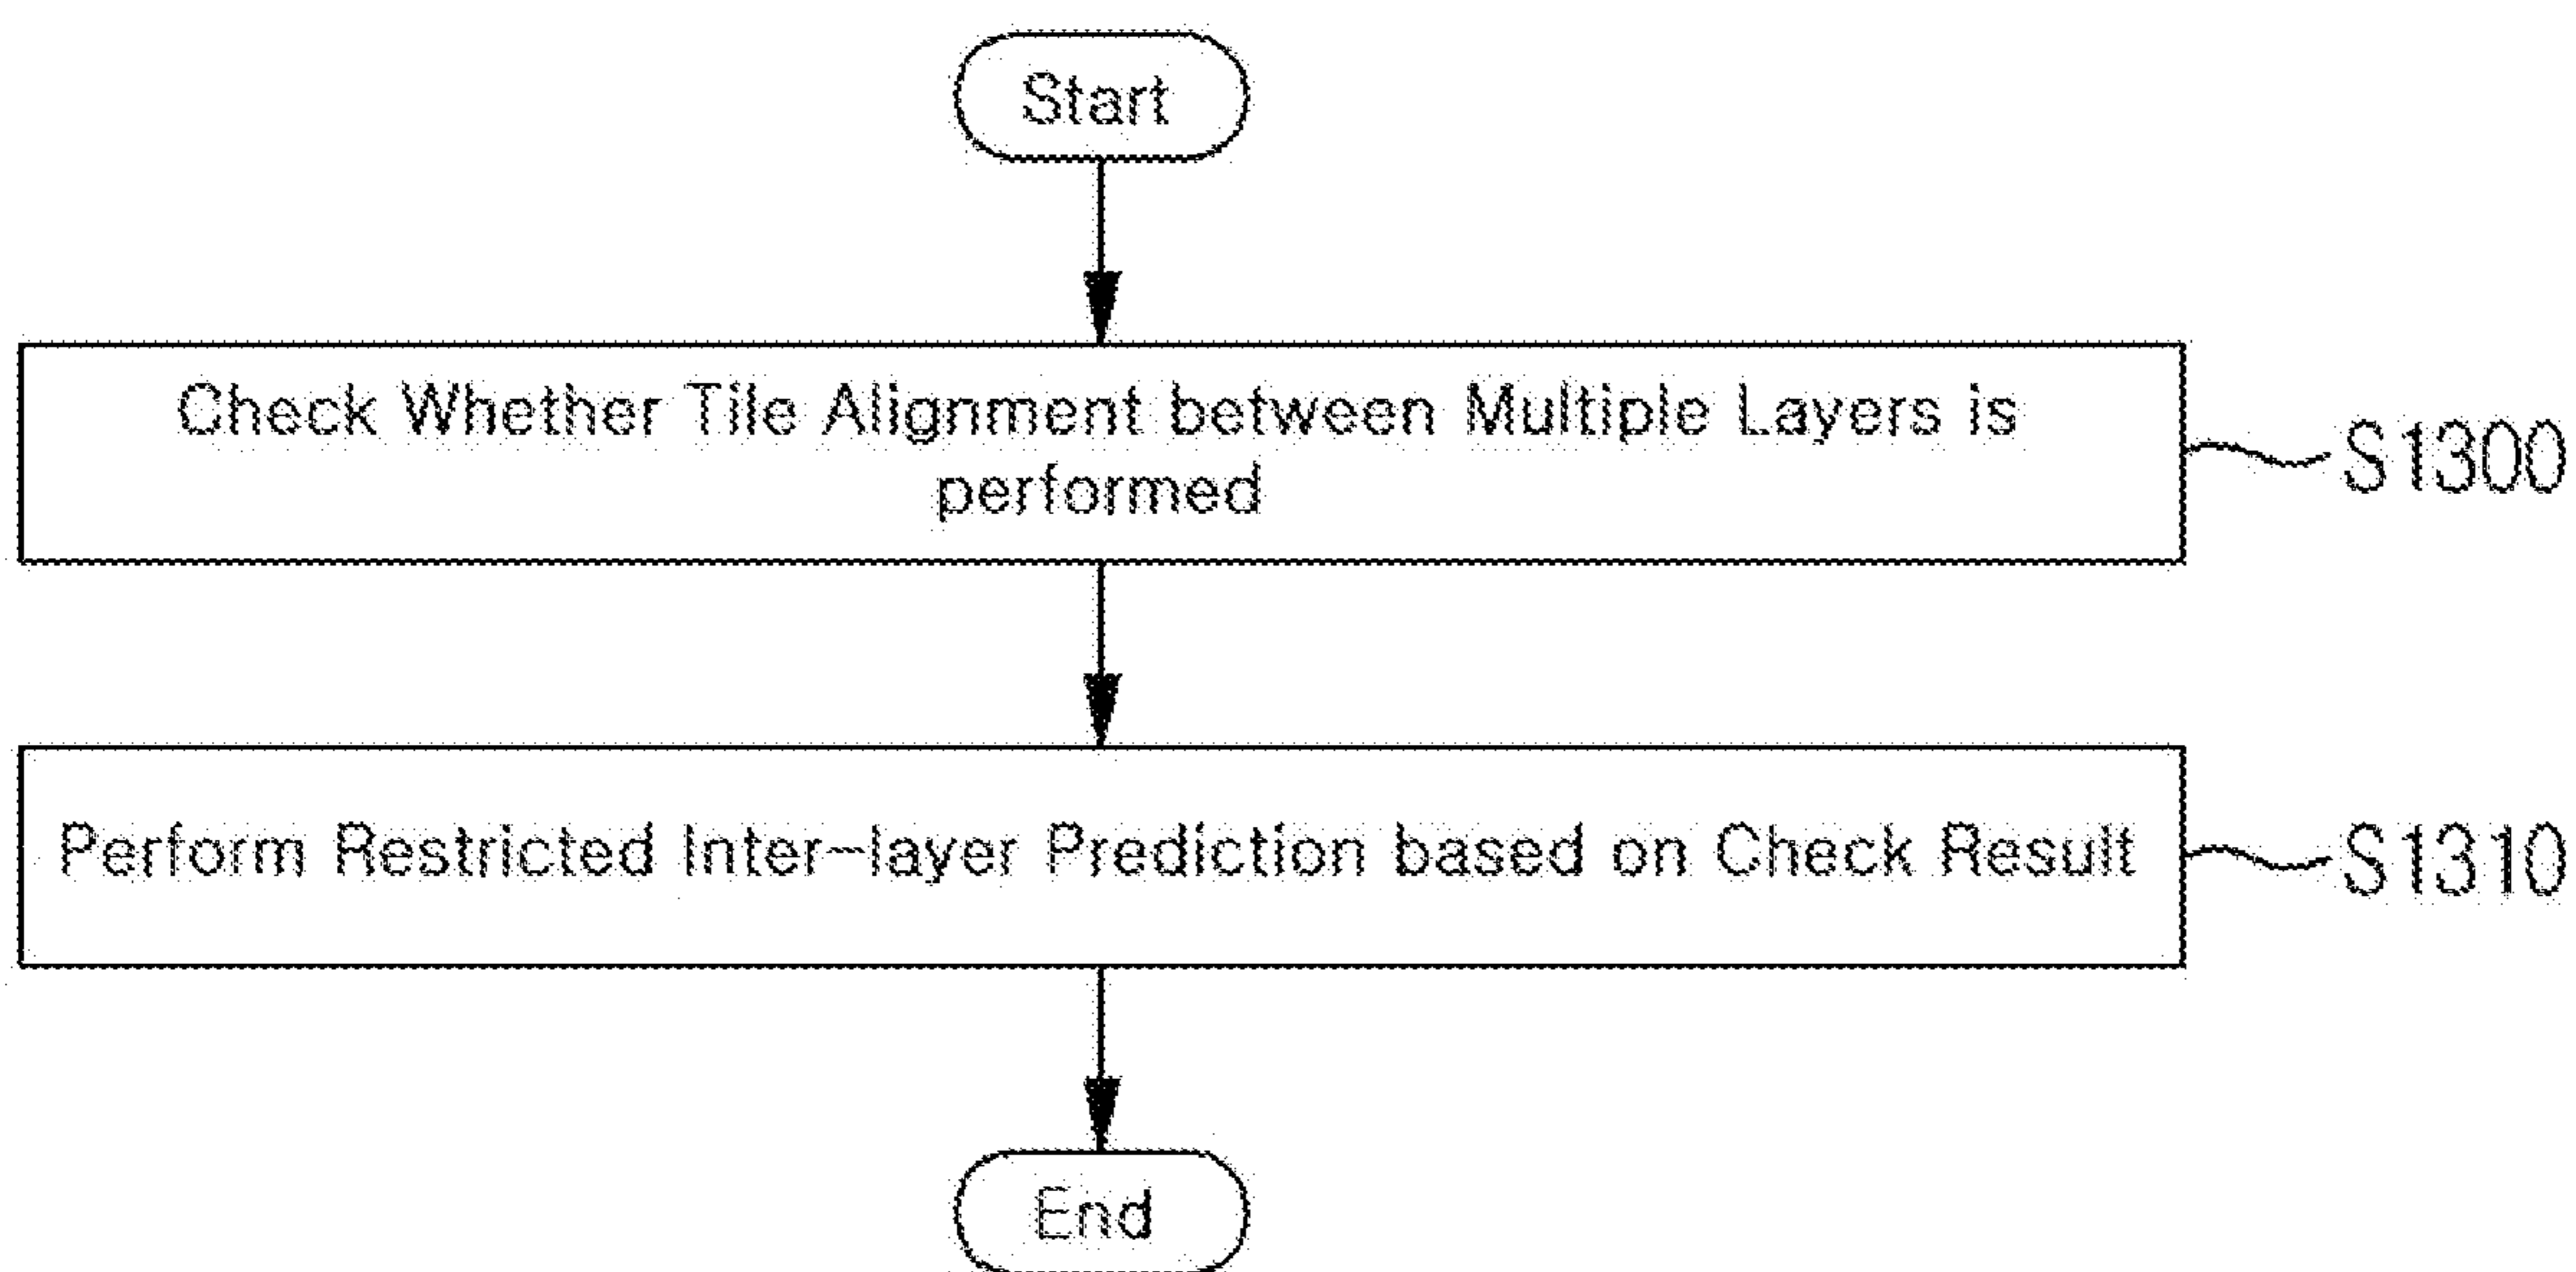 Start
Check Whether Tile Alignment between Multiple Layers is
performed
S1300
Perform Restricted Inter-layer Prediction based on Check Result
S1310
End